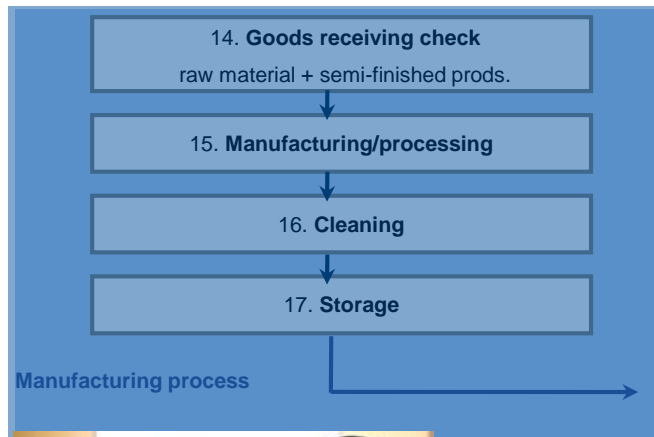 14. Goods receiving check
raw material + semi-finished prods.
15. Manufacturing/processing
16. Cleaning
17. Storage
Manufacturing process